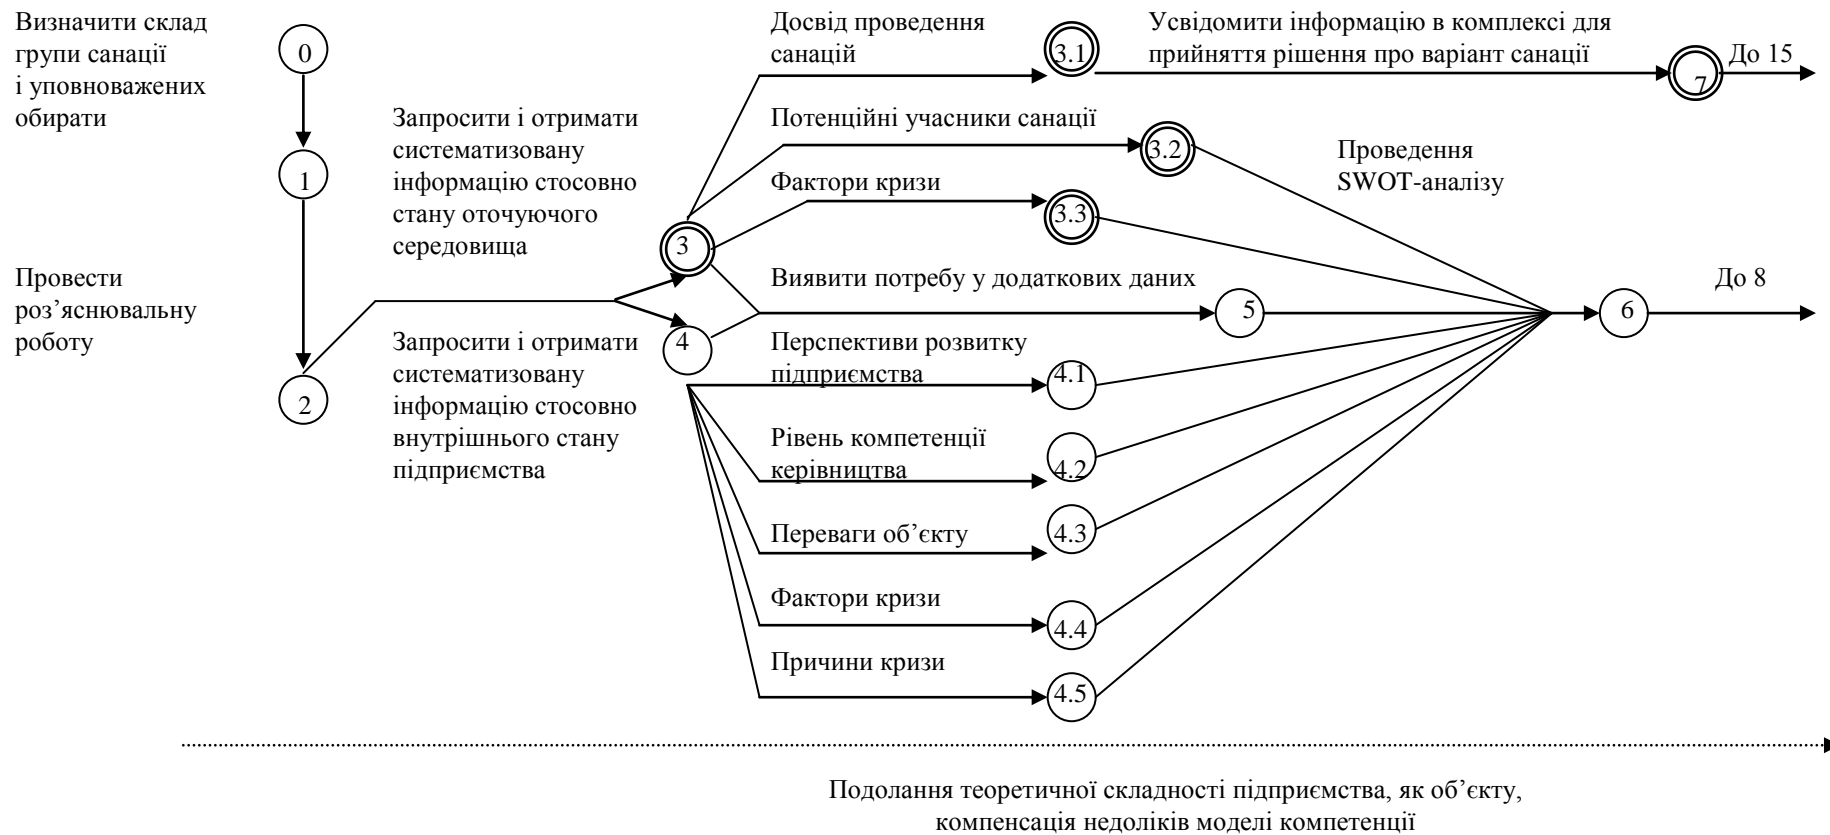 Визначити склад
групи санації
і уповноважених
обирати
0
1
Провести
роз’яснювальну
роботу
2
Запросити і отримати
систематизовану
інформацію стосовно
стану оточуючого
середовища
3
Запросити і отримати
систематизовану
інформацію стосовно
внутрішнього стану
підприємства
4
Досвід проведення
санацій
3.1
Усвідомити інформацію в комплексі для
прийняття рішення про варіант санації
7
До 15
Потенційні учасники санації
3.2
Проведення
SWOT-аналізу
Фактори кризи
3.3
Виявити потребу у додаткових даних
5
6
До 8
Перспективи розвитку
підприємства
4.1
Рівень компетенції
керівництва
4.2
Переваги об’єкту
4.3
Фактори кризи
4.4
Причини кризи
4.5
Подолання теоретичної складності підприємства, як об’єкту,
компенсація недоліків моделі компетенції